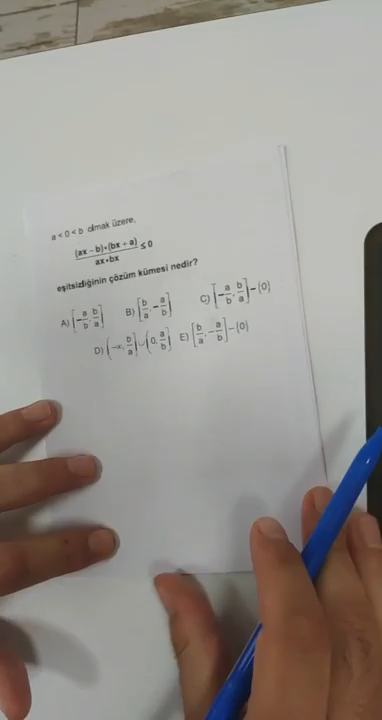 a < 0 < b olmak üzere,
(ax – b)•(bx + a) / ax•bx ≤ 0
eşitsizliğinin çözüm kümesi nedir?
A) [–a/b, b/a] B) [b/a, –a/b] C) [–a/b, b/a] – {0}
D) (–∞, b/a] ∪ (0, a/b] E) [b/a, –a/b] – {0}